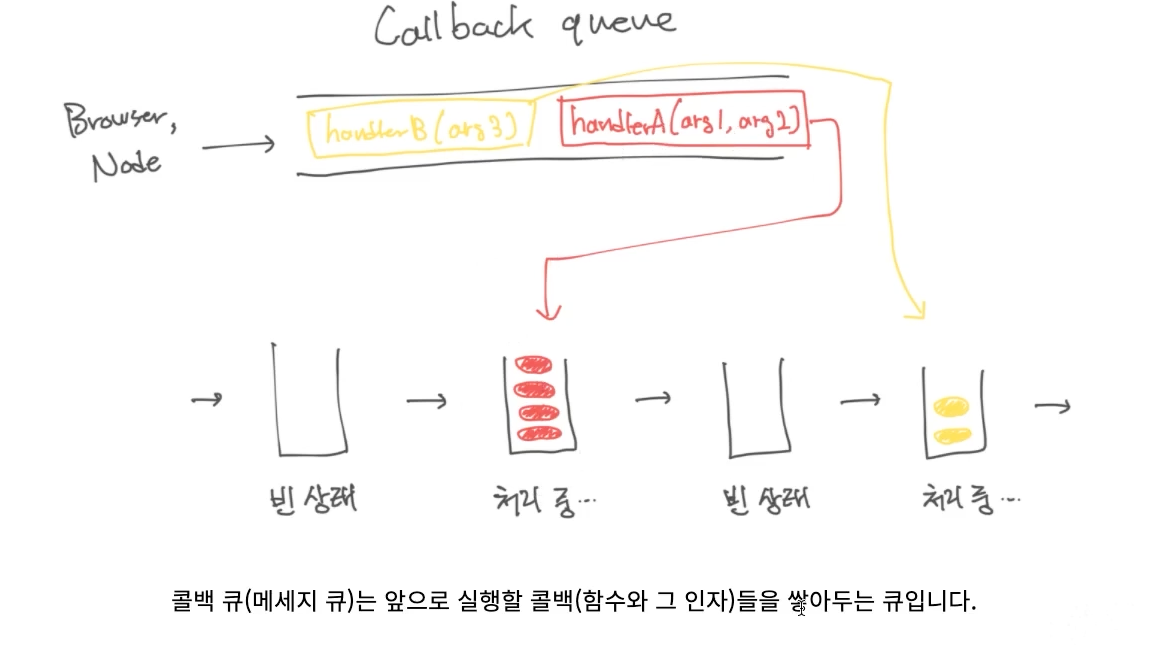 Callback queue
Browser,
Node
handlerB(arg3)
handlerA(arg1, arg2)
빈 상태
처리 중...
빈 상태
처리 중...
콜백 큐(메세지 큐)는 앞으로 실행할 콜백(함수와 그 인자)들을 쌓아두는 큐입니다.